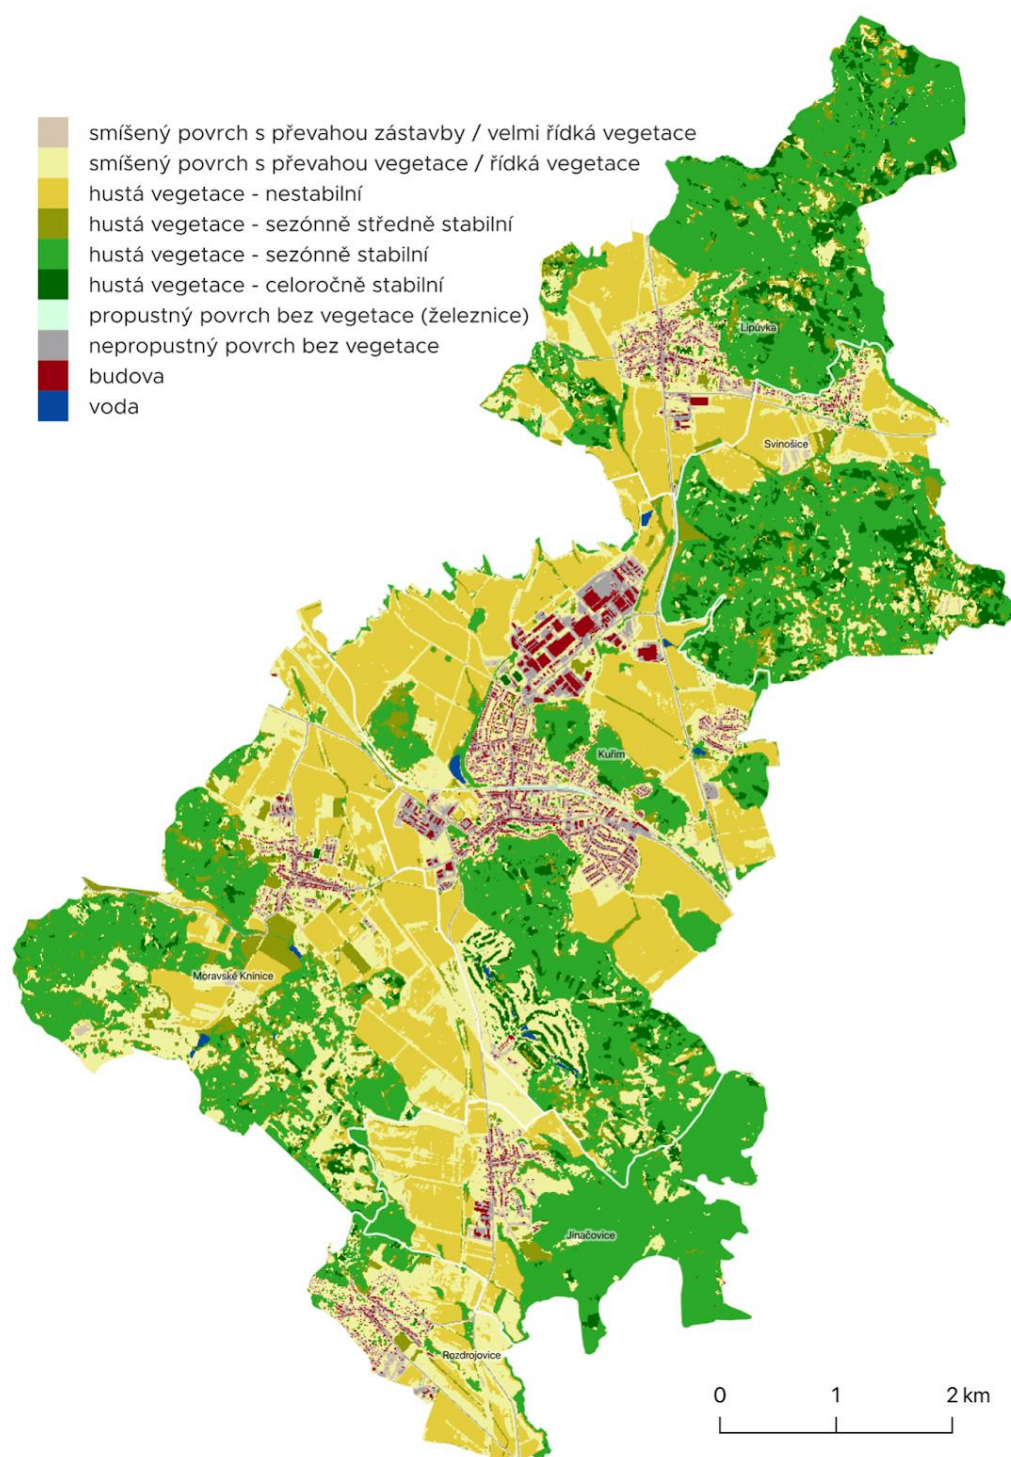 smíšený povrch s převahou zástavby / velmi řídká vegetace
smíšený povrch s převahou vegetace / řídká vegetace
hustá vegetace - nestabilní
hustá vegetace - sezónně středně stabilní
hustá vegetace - sezónně stabilní
hustá vegetace - celoročně stabilní
propustný povrch bez vegetace (železnice)
nepropustný povrch bez vegetace
budova
voda
Lipůvka
Svinošice
Kuřim
Moravské Knínice
Jinačovice
Rozdrojovice
0 1 2 km